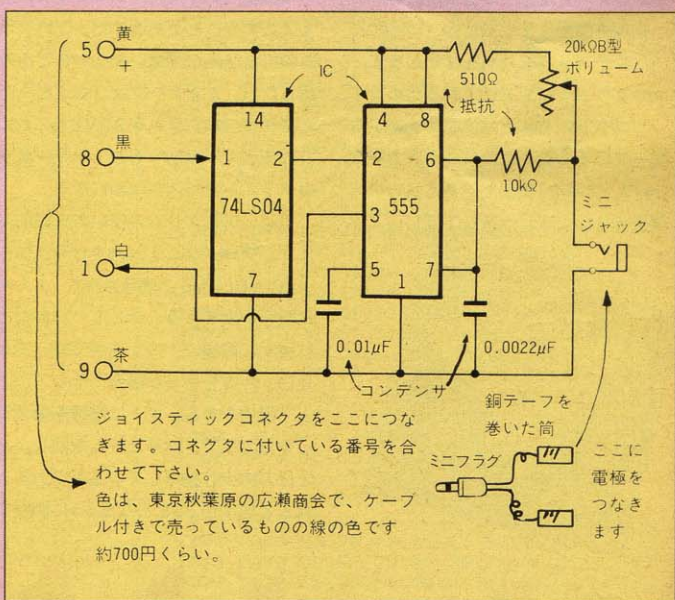 5
黄
+
IC
510Ω
抵抗
20kΩB型
ボリューム
14
4
8
8
黒
1
2
2
6
10kΩ
74LS04
3
555
ミニ
ジャック
1
白
7
5
1
7
0.01μF
0.0022μF
9
茶
−
コンデンサ
ジョイスティックコネクタをここにつな
ぎます。コネクタに付いている番号を合
わせて下さい。
色は、東京秋葉原の広瀬商会で、ケーブ
ル付きで売っているものの線の色です
約700円くらい。
銅テーフを
巻いた筒
ミニフラグ
ここに
電極を
つなぎ
ます